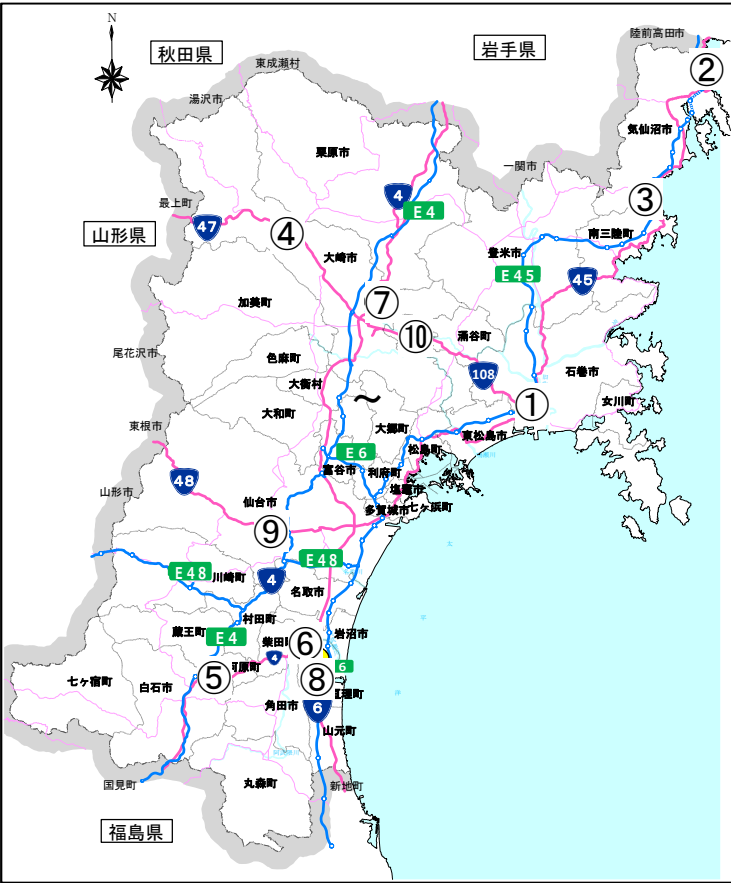 N
秋田県
岩手県
陸前高田市
東成瀬村
②
湯沢市
気仙沼市
栗原市
一関市
4
E4
③
最上町
47
④
南三陸町
山形県
登米市
大崎市
E45
45
⑦
加美町
⑩
涌谷町
尾花沢市
色麻町
108
石巻市
大衡村
①
女川町
大和町
大郷町
東根市
松島町
東松島市
E6
富谷市
利府町
48
塩竈市
山形市
仙台市
多賀城市
七ヶ浜町
⑨
太
E48
E48
川崎町
4
名取市
平
村田町
蔵王町
E4
⑥
岩沼市
4
6
七ヶ宿町
白石市
⑤
⑧
洋
角田市
6
山元町
国見町
丸森町
新地町
福島県